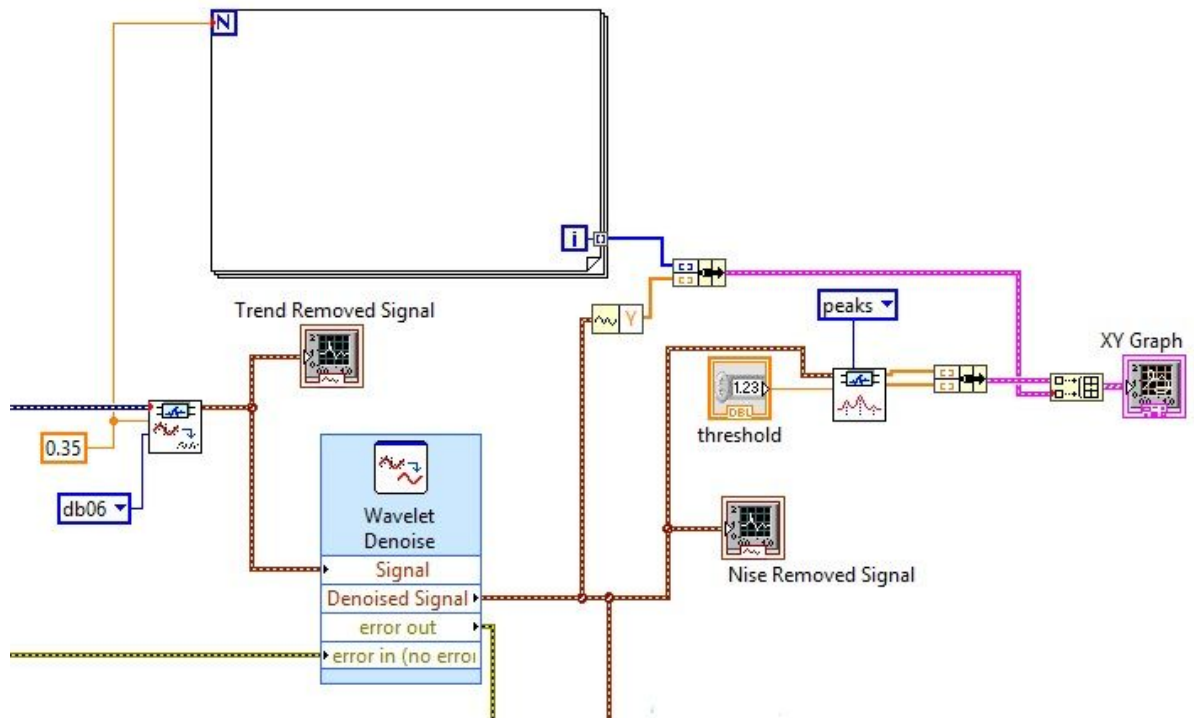 N
i
Trend Removed Signal
Y
peaks
XY Graph
1.23
DBL
threshold
0.35
db06
Wavelet
Denoise
Signal
Denoised Signal
error out
error in (no erroi
Nise Removed Signal